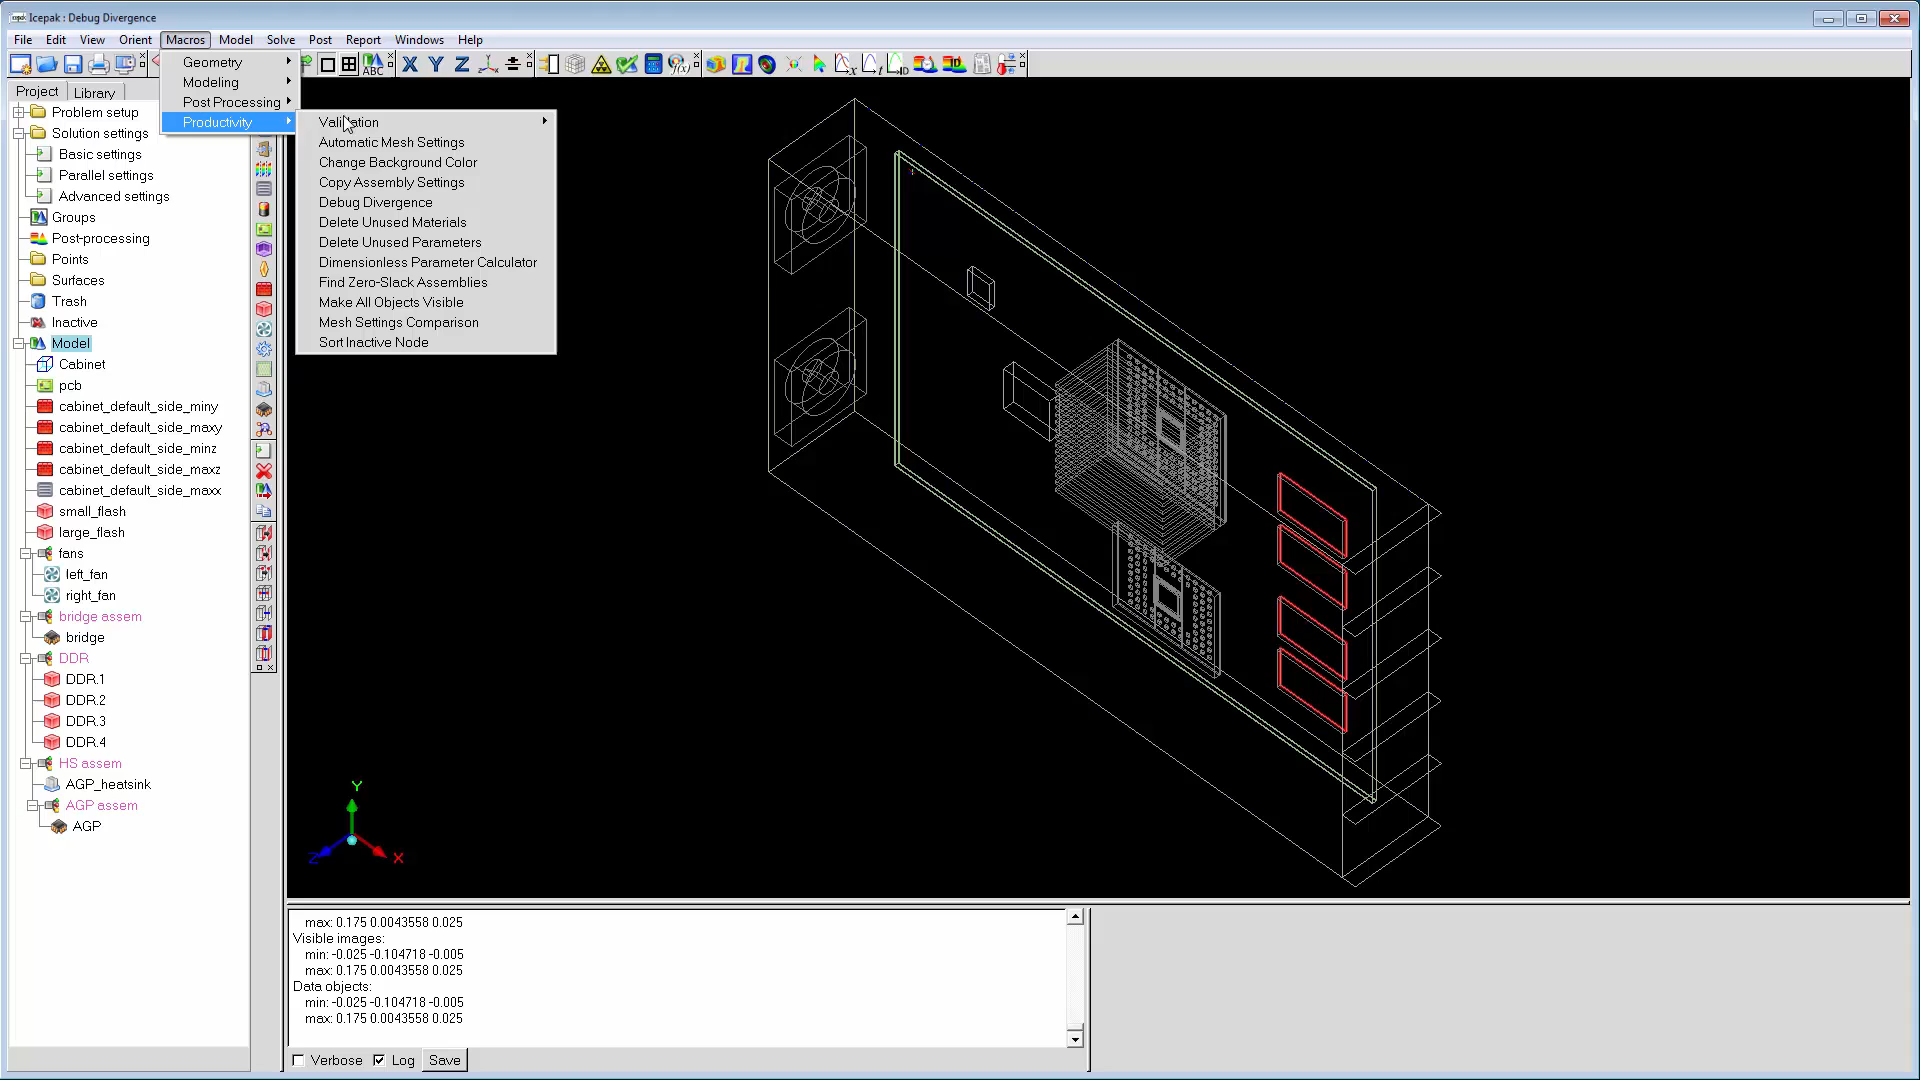 Icepak : Debug Divergence
File Edit View Orient Macros Model Solve Post Report Windows Help
ABC X Y Z
Project Library
Problem setup
Solution settings
Basic settings
Parallel settings
Advanced settings
Groups
Post-processing
Points
Surfaces
Trash
Inactive
Model
Cabinet
pcb
cabinet_default_side_miny
cabinet_default_side_maxy
cabinet_default_side_minz
cabinet_default_side_maxz
cabinet_default_side_maxx
small_flash
large_flash
fans
left_fan
right_fan
bridge assem
bridge
DDR
DDR.1
DDR.2
DDR.3
DDR.4
HS assem
AGP_heatsink
AGP assem
AGP
Geometry
Modeling
Post Processing
Productivity
Validation
Automatic Mesh Settings
Change Background Color
Copy Assembly Settings
Debug Divergence
Delete Unused Materials
Delete Unused Parameters
Dimensionless Parameter Calculator
Find Zero-Slack Assemblies
Make All Objects Visible
Mesh Settings Comparison
Sort Inactive Node
Y
Z
X
max: 0.175 0.0043558 0.025
Visible images:
min: -0.025 -0.104718 -0.005
max: 0.175 0.0043558 0.025
Data objects:
min: -0.025 -0.104718 -0.005
max: 0.175 0.0043558 0.025
Verbose Log Save